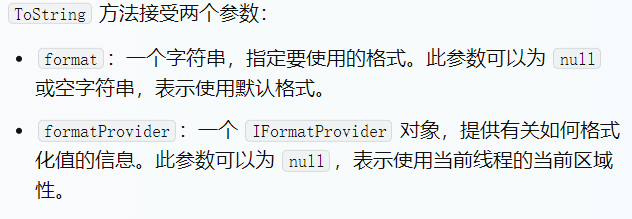 ToString 方法接受两个参数：
• format：一个字符串，指定要使用的格式。此参数可以为 null
或空字符串，表示使用默认格式。
• formatProvider：一个 IFormatProvider 对象，提供有关如何格式
化值的信息。此参数可以为 null，表示使用当前线程的当前区域
性。